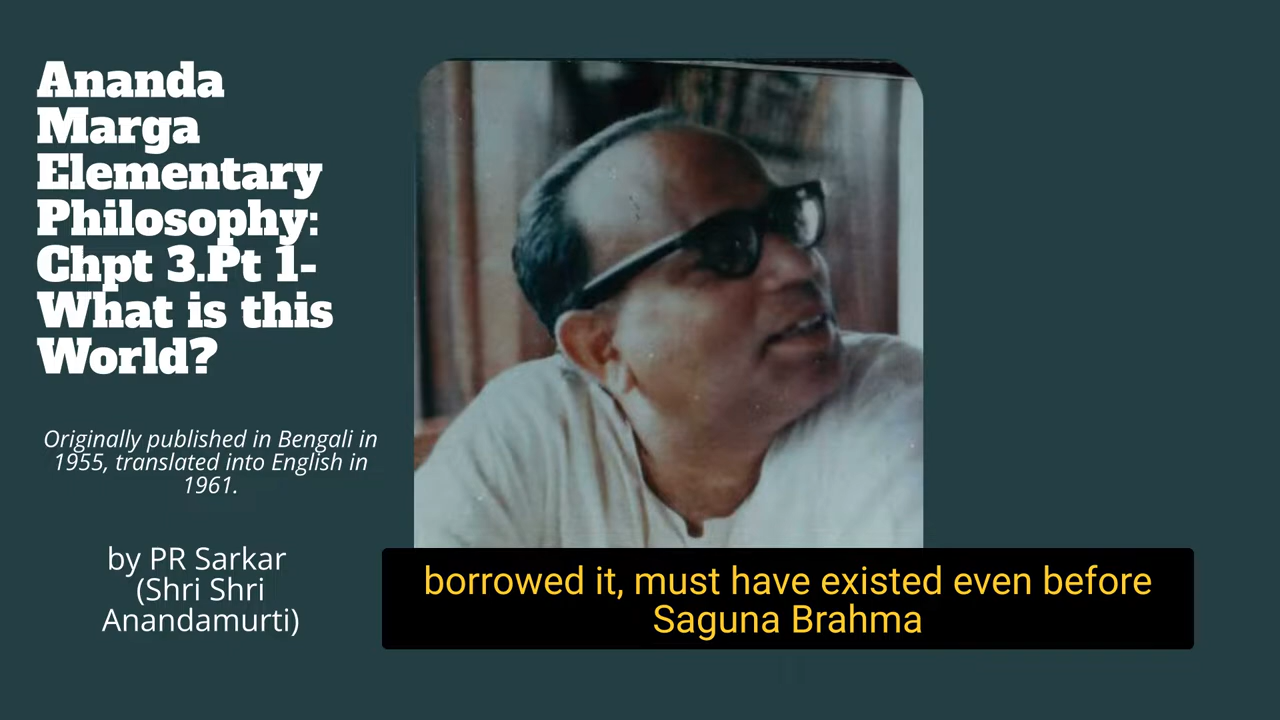 Ananda
Marga
Elementary
Philosophy:
Chpt 3.Pt 1-
What is this
World?
Originally published in Bengali in
1955, translated into English in
1961.
by PR Sarkar
(Shri Shri
Anandamurti)
borrowed it, must have existed even before
Saguna Brahma